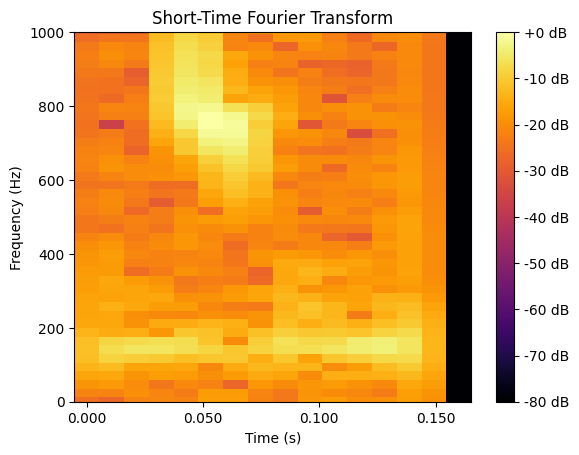 Short-Time Fourier Transform
1000
800
600
400
200
0
Frequency (Hz)
0.000
0.050
0.100
0.150
Time (s)
+0 dB
-10 dB
-20 dB
-30 dB
+40 dB
-50 dB
-60 dB
-70 dB
-80 dB